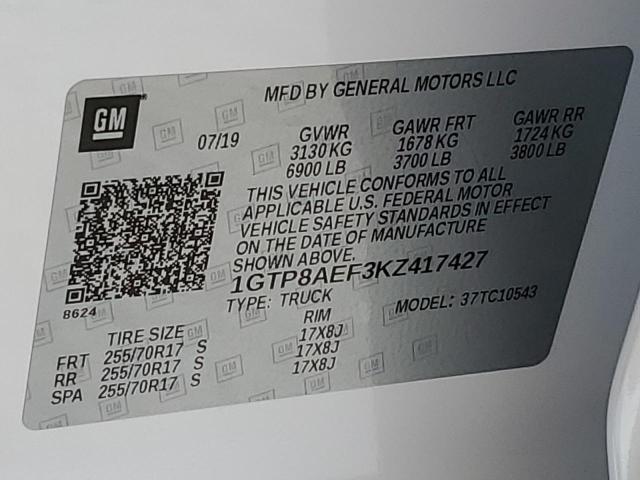 MFD BY GENERAL MOTORS LLC
GM
07/19
GVWR
3130 KG
6900 LB
GAWR FRT
1678 KG
3700 LB
GAWR RR
1724 KG
3800 LB
THIS VEHICLE CONFORMS TO ALL
APPLICABLE U.S. FEDERAL MOTOR
VEHICLE SAFETY STANDARDS IN EFFECT
ON THE DATE OF MANUFACTURE
SHOWN ABOVE.
1GTP8AEF3KZ417427
TYPE: TRUCK
MODEL: 37TC10543
8624
TIRE SIZE RIM
FRT 255/70R17 S 17X8J
RR 255/70R17 S 17X8J
SPA 255/70R17 S 17X8J